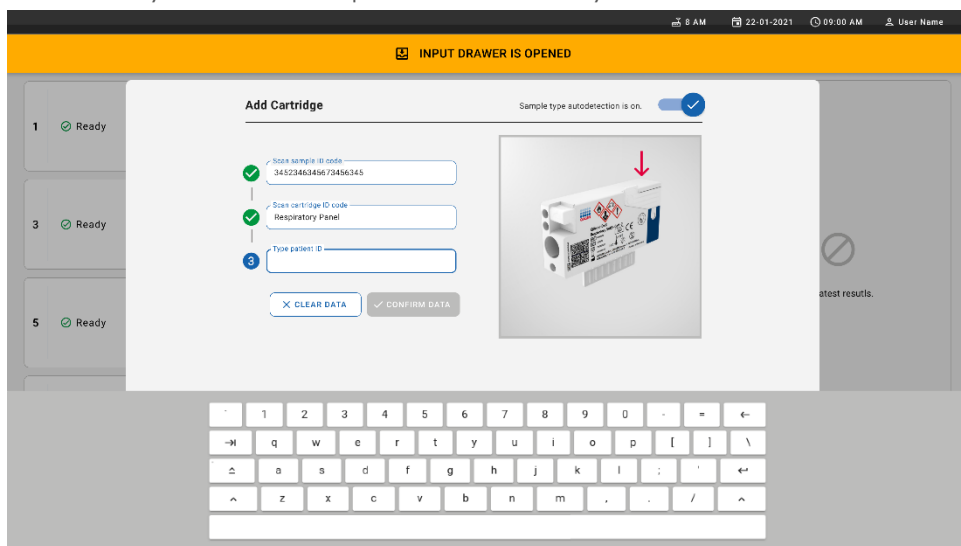 8 AM 22-01-2021 09:00 AM User Name
INPUT DRAWER IS OPENED
Add Cartridge
Sample type autodetection is on.
1 Ready
3 Ready
5 Ready
Scan sample ID code
34523463456734563​45
Scan cartridge ID code
Respiratory Panel
3
Type patient ID
CLEAR DATA
CONFIRM DATA
atest resutls.
` 1 2 3 4 5 6 7 8 9 0 - =
q w e r t y u i o p [ ] \
a s d f g h j k l ; '
z x c v b n m , . /